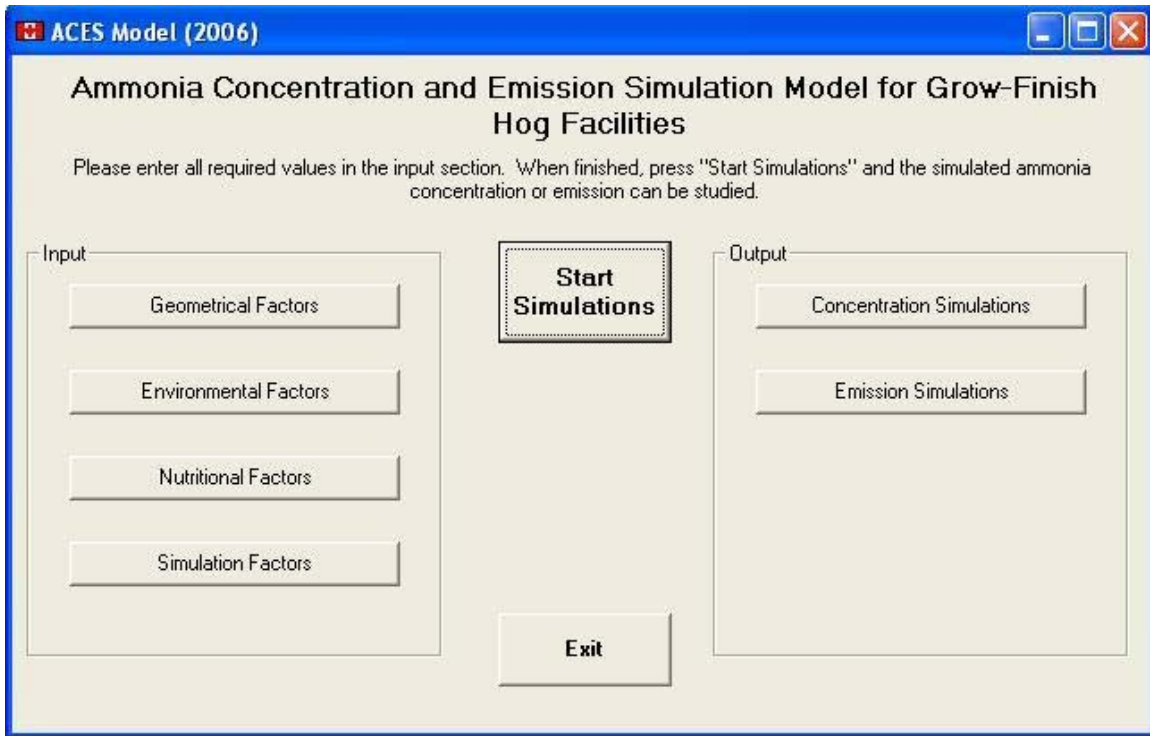 ACES Model (2006)
Ammonia Concentration and Emission Simulation Model for Grow-Finish
Hog Facilities
Please enter all required values in the input section.  When finished, press "Start Simulations" and the simulated ammonia
concentration or emission can be studied.
Input
Geometrical Factors
Environmental Factors
Nutritional Factors
Simulation Factors
Start
Simulations
Exit
Output
Concentration Simulations
Emission Simulations